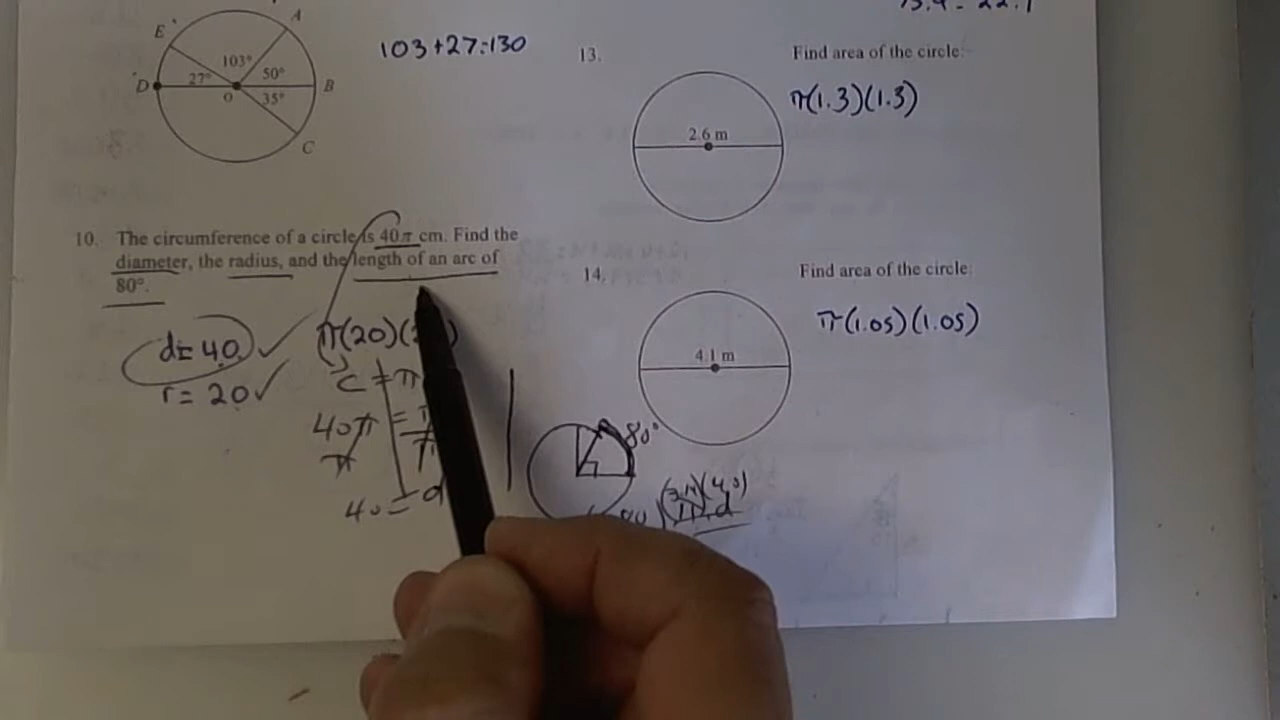 E
A
103°
50°
27°
D
B
O
35°
C
103+27=130
10. The circumference of a circle is 40π cm. Find the
diameter, the radius, and the length of an arc of
80°.
d= 40
r= 20
π(20)(
C = π
40π =
π
40 = d
80°
(3.14)(40)
π.d
13.
Find area of the circle:
π(1.3)(1.3)
2.6 m
14.
Find area of the circle:
π(1.05)(1.05)
4.1 m